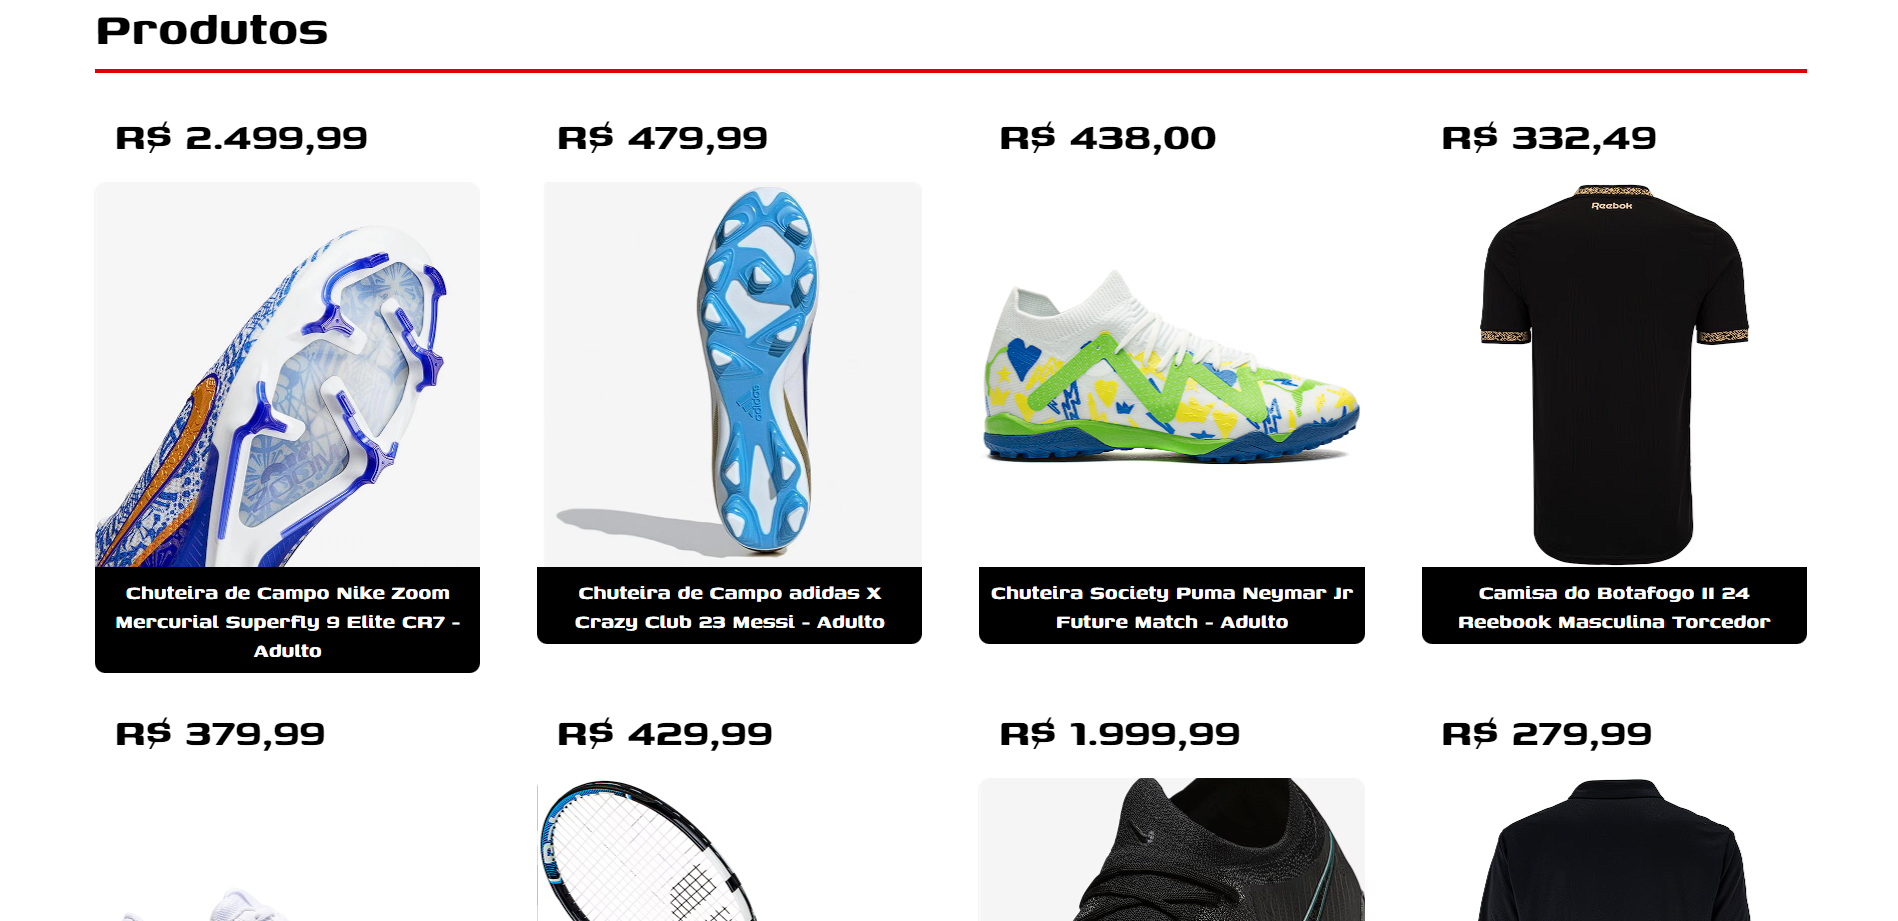 Produtos
R$ 2.499,99
R$ 479,99
R$ 438,00
R$ 332,49
Reebok
adidas
Chuteira de Campo Nike Zoom
Mercurial Superfly 9 Elite CR7 -
Adulto
Chuteira de Campo adidas X
Crazy Club 23 Messi - Adulto
Chuteira Society Puma Neymar Jr
Future Match - Adulto
Camisa do Botafogo II 24
Reebook Masculina Torcedor
R$ 379,99
R$ 429,99
R$ 1.999,99
R$ 279,99